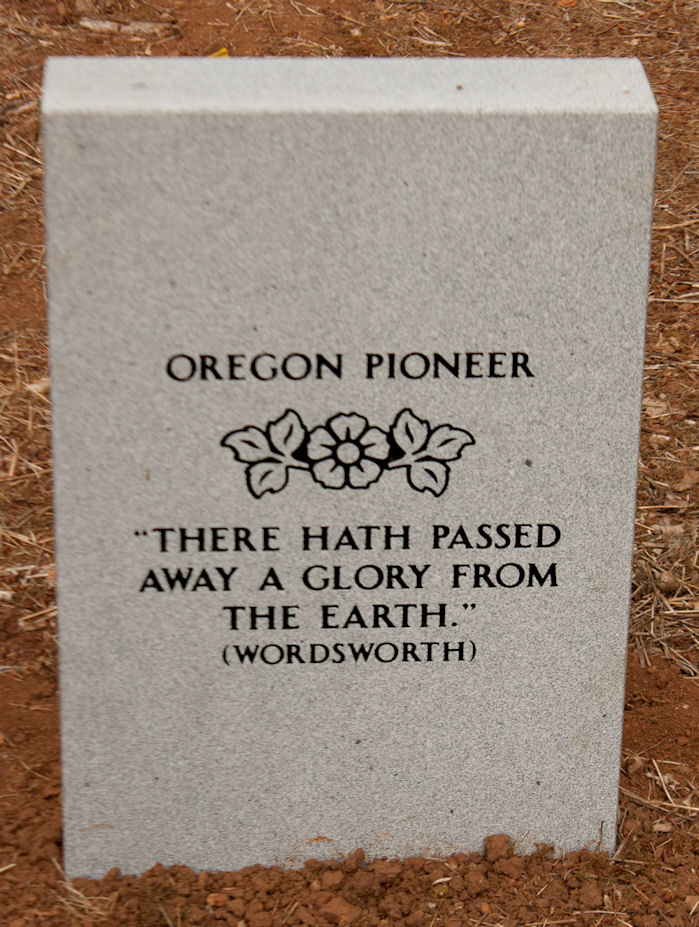 OREGON PIONEER
“THERE HATH PASSED
AWAY A GLORY FROM
THE EARTH.”
(WORDSWORTH)